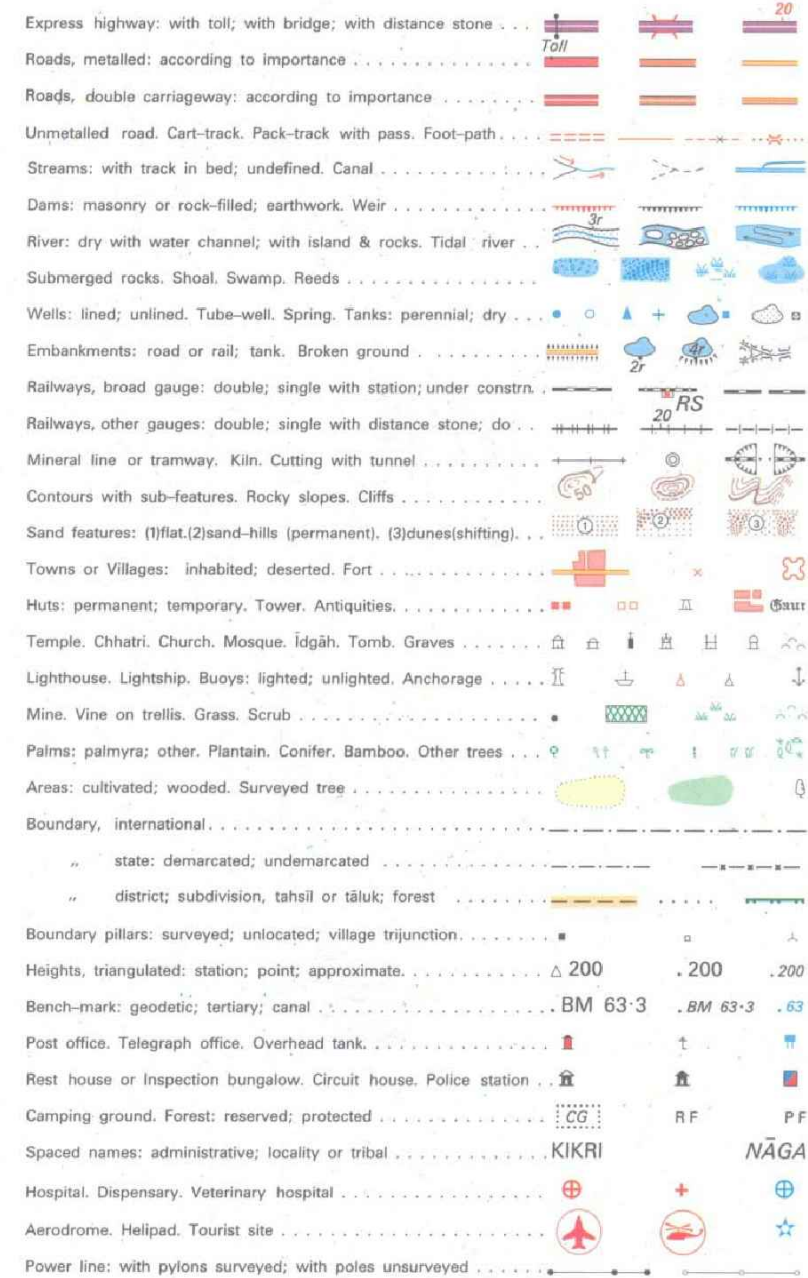 Express highway: with toll; with bridge; with distance stone . . . 20
Toll
Roads, metalled: according to importance . . . . . . . . . . . . . .
Roads, double carriageway: according to importance . . . . . . . .
Unmetalled road. Cart-track. Pack-track with pass. Foot-path . . . .
Streams: with track in bed; undefined. Canal . . . . . . . . . . . . .
Dams: masonry or rock-filled; earthwork. Weir . . . . . . . . . . . .
River: dry with water channel; with island & rocks. Tidal river . . 3r
Submerged rocks. Shoal. Swamp. Reeds . . . . . . . . . . . . . . .
Wells: lined; unlined. Tube-well. Spring. Tanks: perennial; dry . . .
Embankments: road or rail; tank. Broken ground . . . . . . . . . . 2r 4r
Railways, broad gauge: double; single with station; under constrn. . RS
Railways, other gauges: double; single with distance stone; do . . 20
Mineral line or tramway. Kiln. Cutting with tunnel . . . . . . . . . .
Contours with sub-features. Rocky slopes. Cliffs . . . . . . . . . . . 50
Sand features: (1)flat.(2)sand-hills (permanent). (3)dunes(shifting). . . 1 2 3
Towns or Villages: inhabited; deserted. Fort . . . . . . . . . . . . .
Huts: permanent; temporary. Tower. Antiquities. . . . . . . . . . . . Gaur
Temple. Chhatri. Church. Mosque. Īdgāh. Tomb. Graves . . . . . . .
Lighthouse. Lightship. Buoys: lighted; unlighted. Anchorage . . . . .
Mine. Vine on trellis. Grass. Scrub . . . . . . . . . . . . . . . . . .
Palms: palmyra; other. Plantain. Conifer. Bamboo. Other trees . . .
Areas: cultivated; wooded. Surveyed tree . . . . . . . . . . . . . . .
Boundary, international. . . . . . . . . . . . . . . . . . . . . . . . .
„ state: demarcated; undemarcated . . . . . . . . . . . . . .
„ district; subdivision, tahsīl or tāluk; forest . . . . . . . .
Boundary pillars: surveyed; unlocated; village trijunction. . . . . . . .
Heights, triangulated: station; point; approximate. . . . . . . . . . . △ 200 . 200 . 200
Bench-mark: geodetic; tertiary; canal . . . . . . . . . . . . . . . . . . BM 63·3 . BM 63·3 . 63
Post office. Telegraph office. Overhead tank. . . . . . . . . . . . . . .
Rest house or Inspection bungalow. Circuit house. Police station . .
Camping ground. Forest: reserved; protected . . . . . . . . . . . . CG RF PF
Spaced names: administrative; locality or tribal . . . . . . . . . . . . KIKRI NĀGA
Hospital. Dispensary. Veterinary hospital . . . . . . . . . . . . . . .
Aerodrome. Helipad. Tourist site . . . . . . . . . . . . . . . . . . . .
Power line: with pylons surveyed; with poles unsurveyed . . . . . .